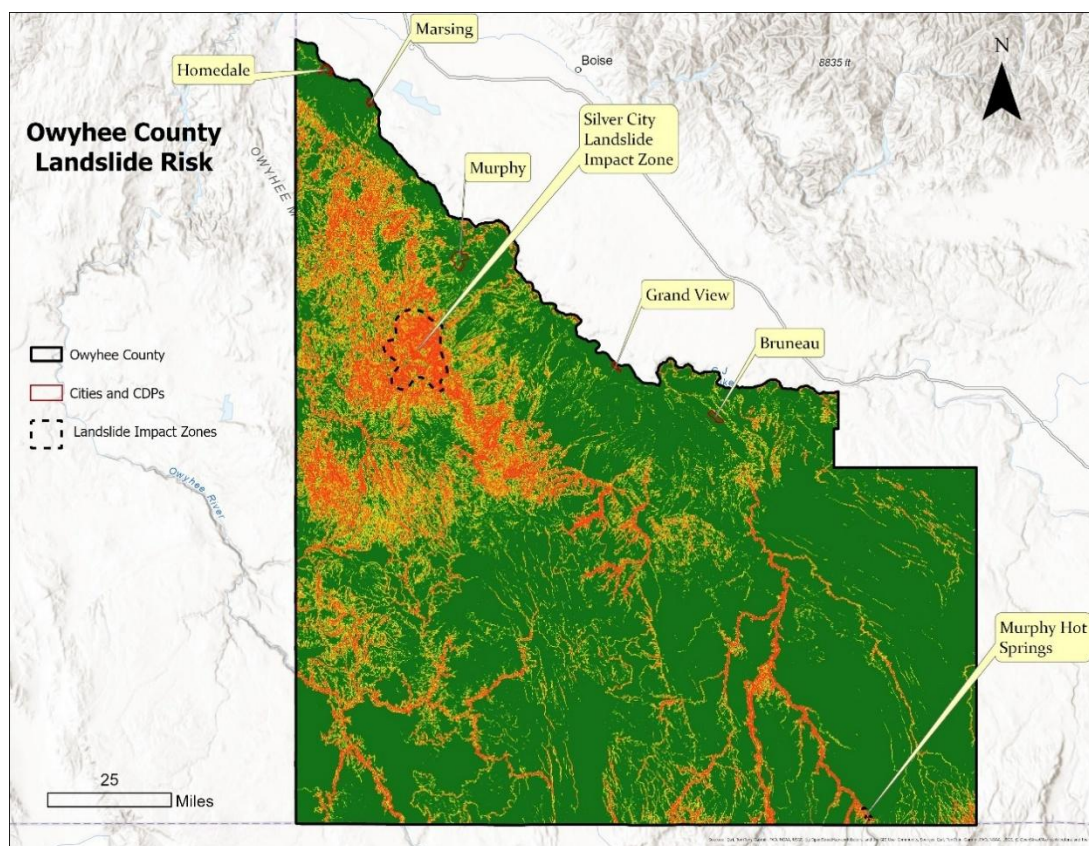 Marsing
Homedale
Boise
8835 ft
N
Silver City
Landslide
Impact Zone
Owyhee County
Landslide Risk
OWYHEE M
Murphy
Grand View
Bruneau
Owyhee County
Cities and CDPs
Landslide Impact Zones
Owyhee River
Murphy Hot
Springs
25
Miles